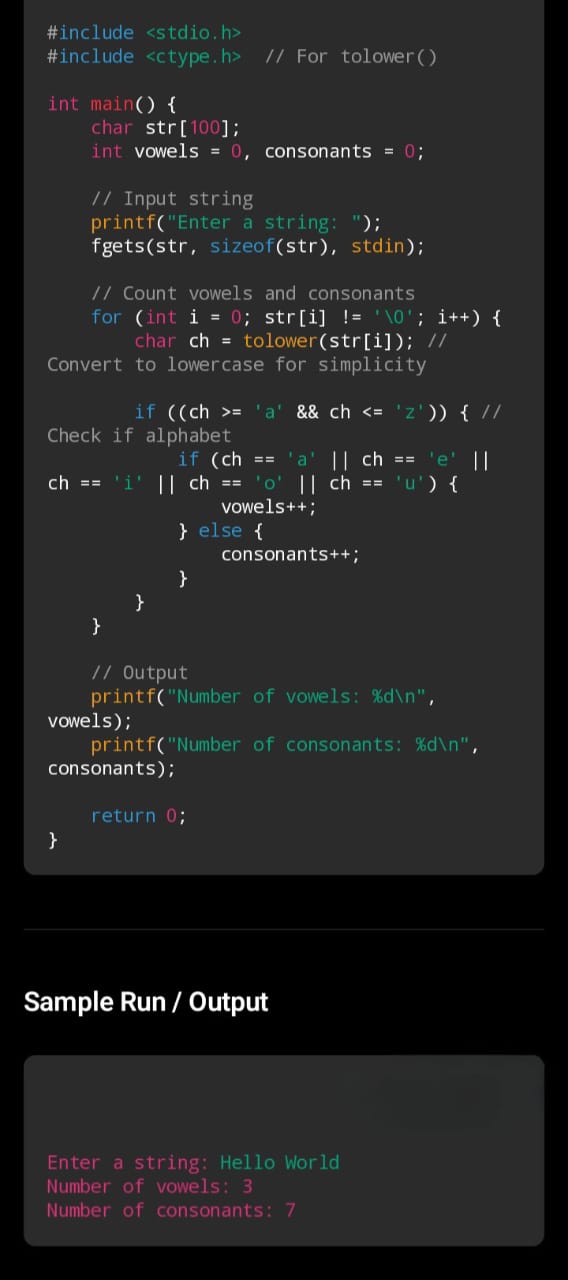 #include <stdio.h>
#include <ctype.h>  // For tolower()

int main() {
    char str[100];
    int vowels = 0, consonants = 0;

    // Input string
    printf("Enter a string: ");
    fgets(str, sizeof(str), stdin);

    // Count vowels and consonants
    for (int i = 0; str[i] != '\0'; i++) {
        char ch = tolower(str[i]); //
Convert to lowercase for simplicity

        if ((ch >= 'a' && ch <= 'z')) { //
Check if alphabet
            if (ch == 'a' || ch == 'e' ||
ch == 'i' || ch == 'o' || ch == 'u') {
                vowels++;
            } else {
                consonants++;
            }
        }
    }

    // Output
    printf("Number of vowels: %d\n",
vowels);
    printf("Number of consonants: %d\n",
consonants);

    return 0;
}
Sample Run / Output
Enter a string: Hello World
Number of vowels: 3
Number of consonants: 7